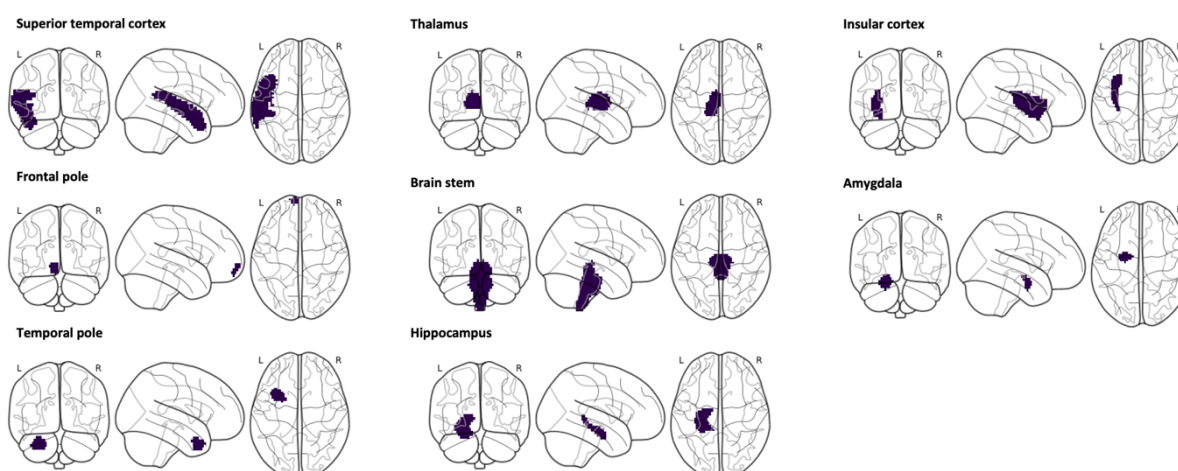 Superior temporal cortex
L R
Thalamus
L R
Insular cortex
L R
Frontal pole
L R
Brain stem
L R
Amygdala
L R
Temporal pole
L R
Hippocampus
L R